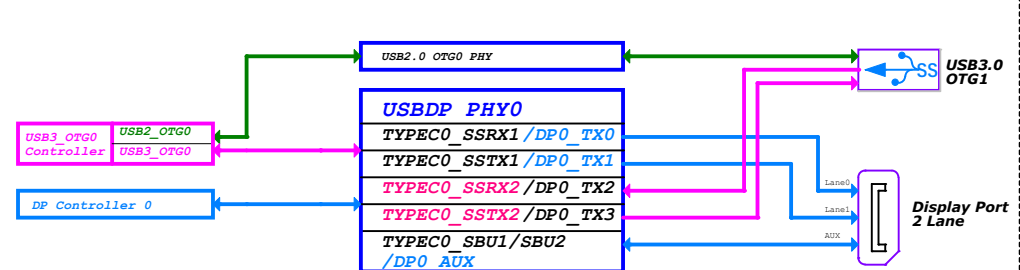 USB2.0 OTG0 PHY
SS
USB3.0
OTG1
USBDP PHY0
USB3_OTG0
Controller
USB2_OTG0
USB3_OTG0
TYPEC0_SSRX1/DP0_TX0
TYPEC0_SSTX1/DP0_TX1
TYPEC0_SSRX2/DP0_TX2
TYPEC0_SSTX2/DP0_TX3
TYPEC0_SBU1/SBU2
/DP0_AUX
DP Controller 0
Lane0
Lane1
AUX
Display Port
2 Lane